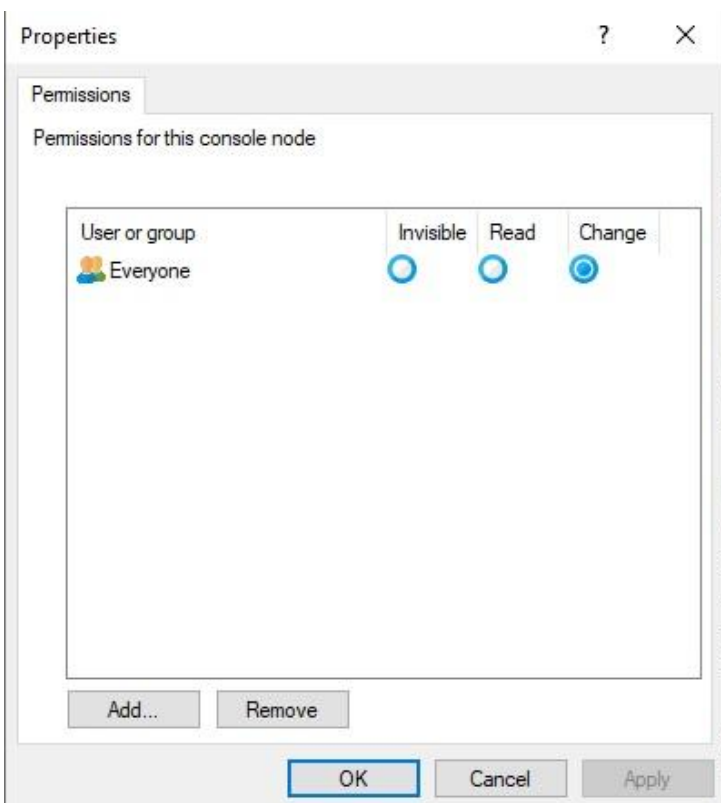 Properties ?
Permissions
Permissions for this console node
User or group Invisible Read Change
Everyone
Add... Remove
OK Cancel Apply